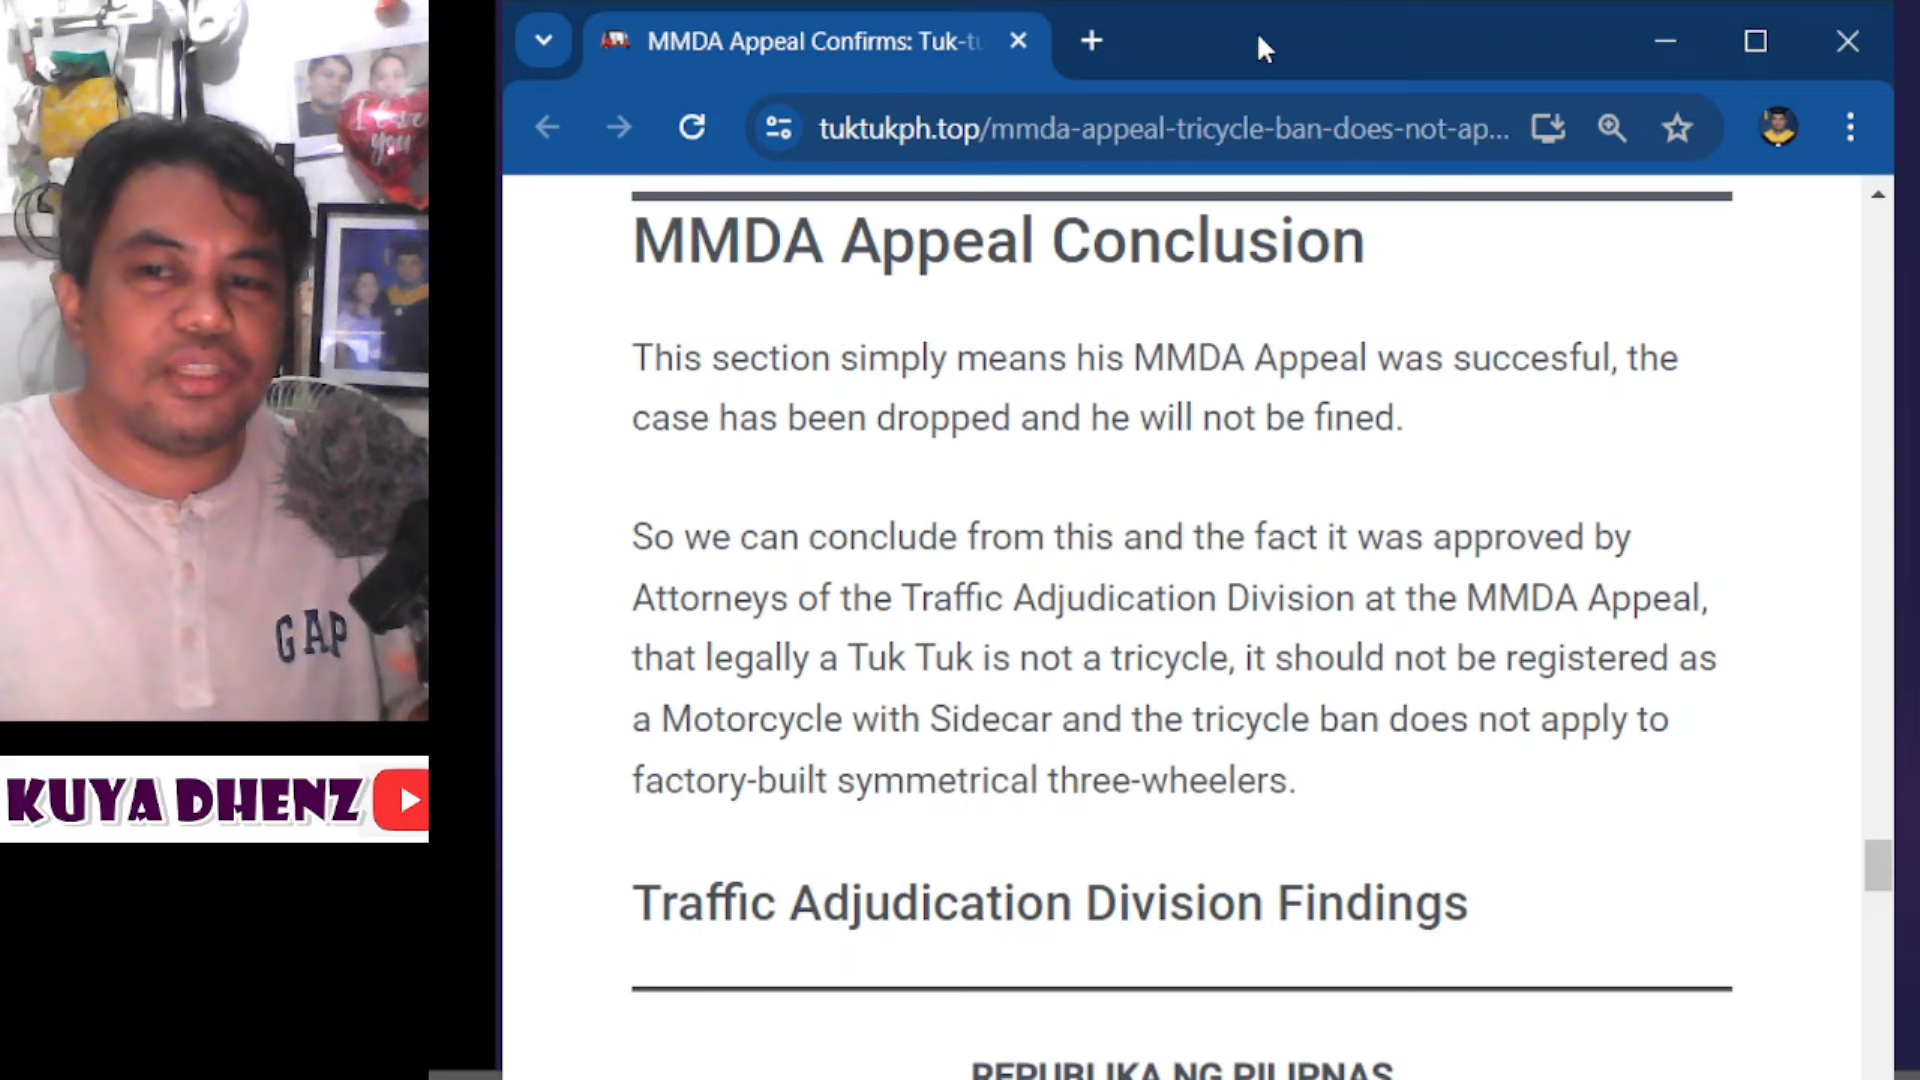 I Love
you
GAP
KUYA DHENZ
MMDA Appeal Confirms: Tuk-tu
tuktukph.top/mmda-appeal-tricycle-ban-does-not-ap...
MMDA Appeal Conclusion
This section simply means his MMDA Appeal was succesful, the
case has been dropped and he will not be fined.
So we can conclude from this and the fact it was approved by
Attorneys of the Traffic Adjudication Division at the MMDA Appeal,
that legally a Tuk Tuk is not a tricycle, it should not be registered as
a Motorcycle with Sidecar and the tricycle ban does not apply to
factory-built symmetrical three-wheelers.
Traffic Adjudication Division Findings
REPUBLIKA NG PILIPNAS